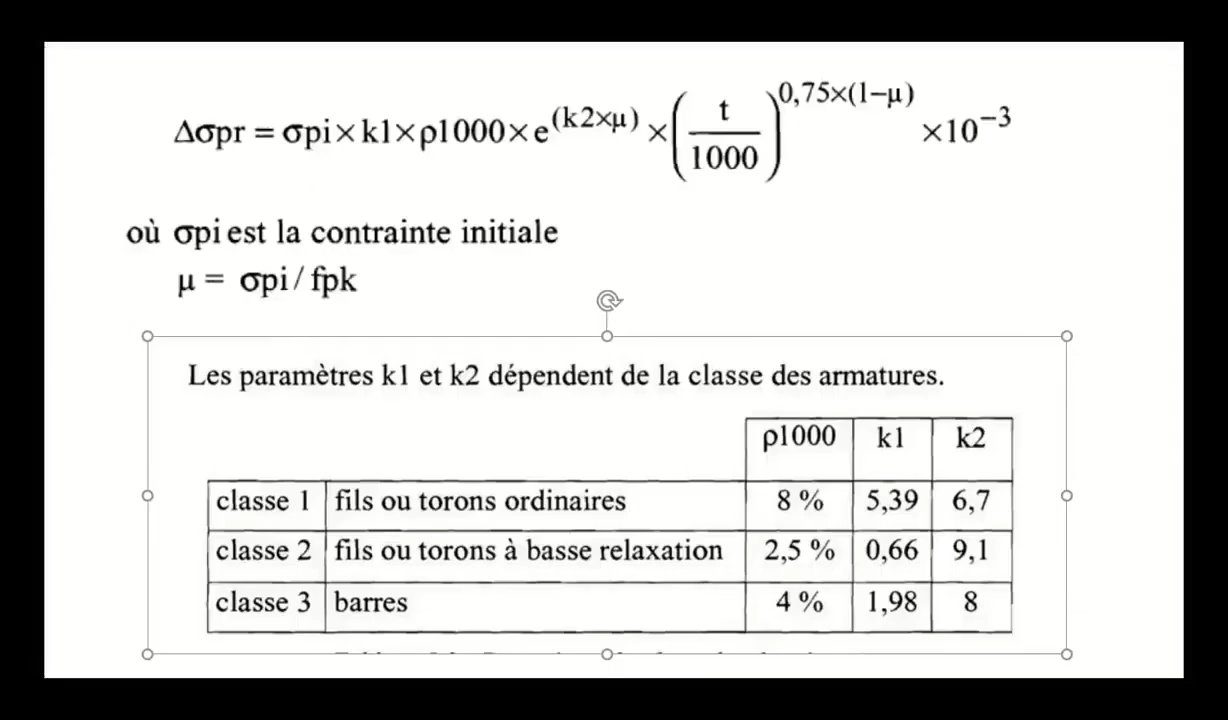 Δσpr = σpi × k1 × ρ1000 × e^(k2×μ) × (t/1000)^0,75×(1−μ) ×10^−3
où σpi est la contrainte initiale
μ = σpi / fpk
Les paramètres k1 et k2 dépendent de la classe des armatures.
ρ1000 k1 k2
classe 1 fils ou torons ordinaires 8 % 5,39 6,7
classe 2 fils ou torons à basse relaxation 2,5 % 0,66 9,1
classe 3 barres 4 % 1,98 8